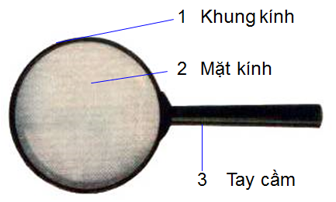 1 Khung kính
2 Mặt kính
3 Tay cầm